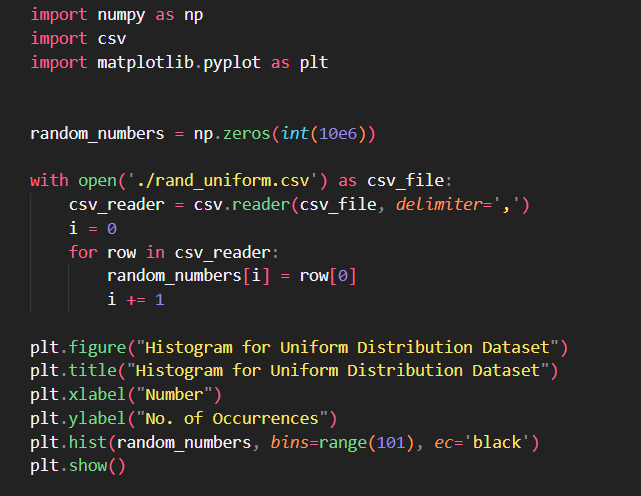 import numpy as np
import csv
import matplotlib.pyplot as plt
random_numbers = np.zeros(int(10e6))
with open('./rand_uniform.csv') as csv_file:
    csv_reader = csv.reader(csv_file, delimiter=',')
    i = 0
    for row in csv_reader:
        random_numbers[i] = row[0]
        i += 1
plt.figure("Histogram for Uniform Distribution Dataset")
plt.title("Histogram for Uniform Distribution Dataset")
plt.xlabel("Number")
plt.ylabel("No. of Occurrences")
plt.hist(random_numbers, bins=range(101), ec='black')
plt.show()